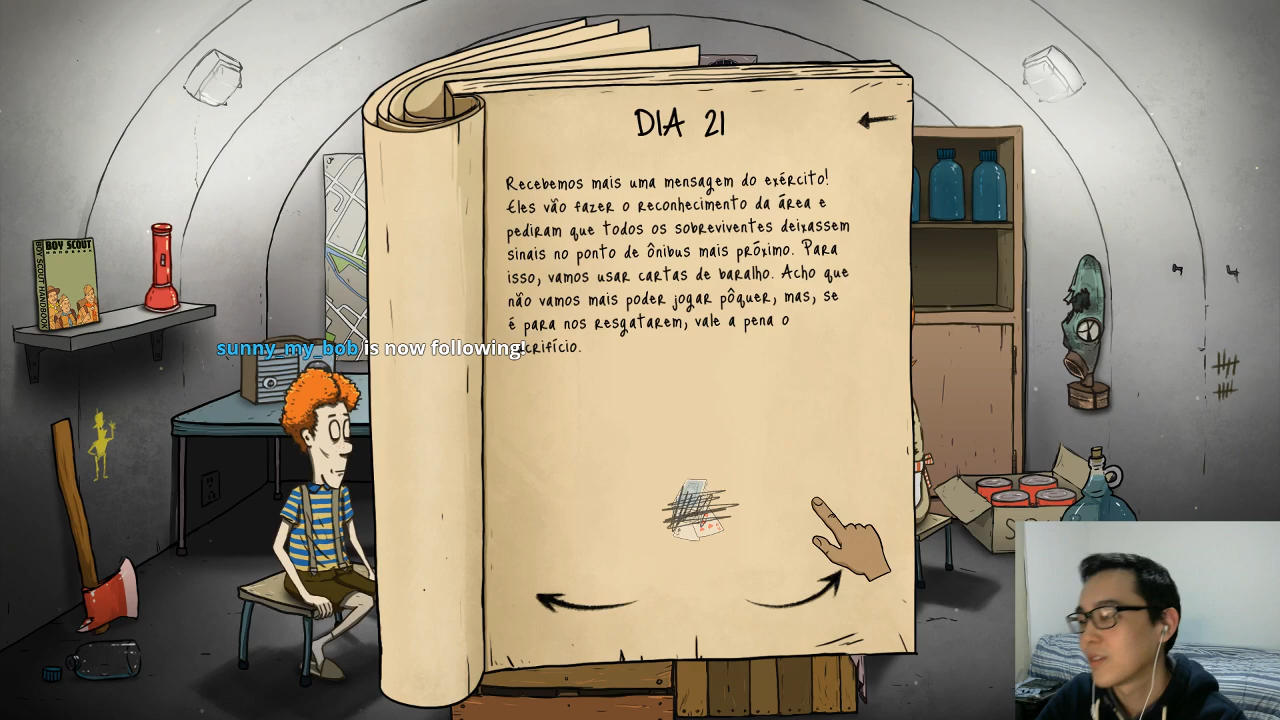 DIA 21
Recebemos mais uma mensagem do exército!
Eles vão fazer o reconhecimento da área e
pediram que todos os sobreviventes deixassem
sinais no ponto de ônibus mais próximo. Para
isso, vamos usar cartas de baralho. Acho que
não vamos mais poder jogar pôquer, mas, se
é para nos resgatarem, vale a pena o
sunny_my_bob is now following!
BOY SCOUT
BOY SCOUT HANDBOOK